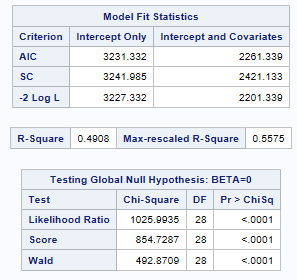 Model Fit Statistics
Criterion Intercept Only Intercept and Covariates
AIC 3231.332 2261.339
SC 3241.985 2421.133
-2 Log L 3227.332 2201.339
R-Square 0.4908 Max-rescaled R-Square 0.5575
Testing Global Null Hypothesis: BETA=0
Test Chi-Square DF Pr > ChiSq
Likelihood Ratio 1025.9935 28 <.0001
Score 854.7287 28 <.0001
Wald 492.8709 28 <.0001